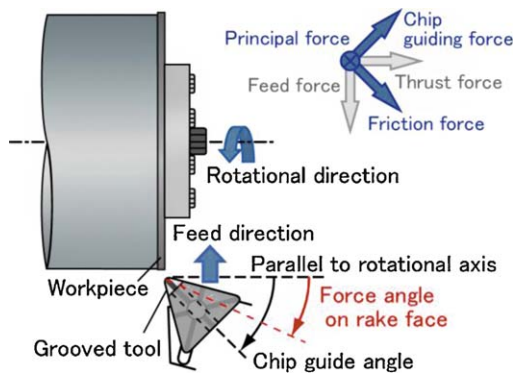 Principal force
Chip
guiding force
Feed force
Thrust force
Friction force
Rotational direction
Feed direction
Workpiece
Parallel to rotational axis
Force angle
on rake face
Grooved tool
Chip guide angle